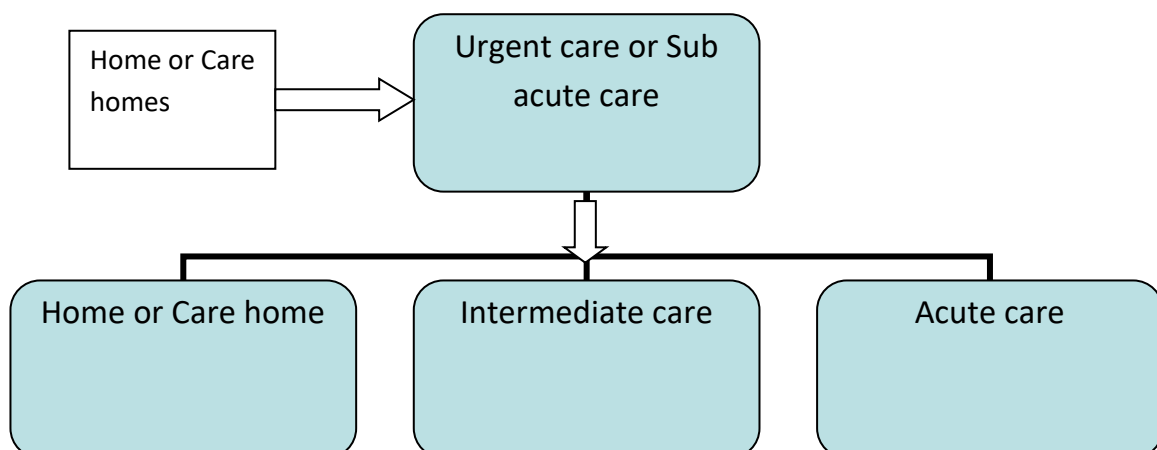 Home or Care
homes
Urgent care or Sub
acute care
Home or Care home
Intermediate care
Acute care